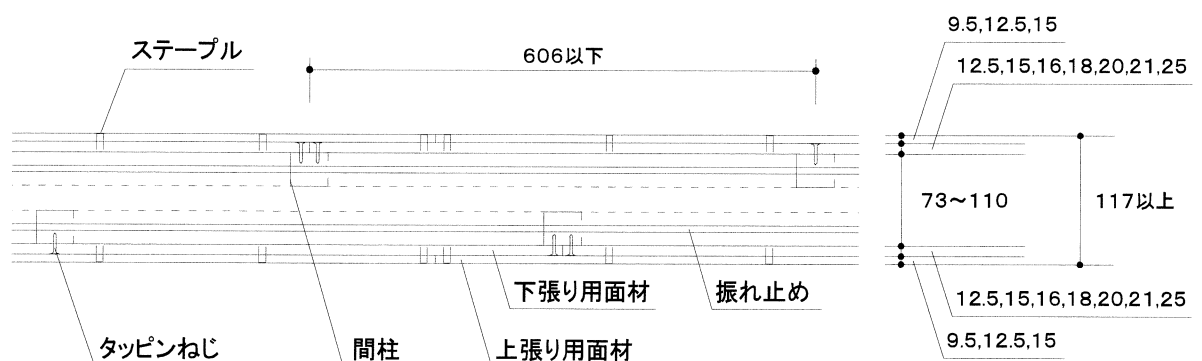 9.5,12.5,15
ステープル
606以下
12.5,15,16,18,20,21,25
73～110
117以上
下張り用面材
振れ止め
12.5,15,16,18,20,21,25
タッピンねじ
間柱
上張り用面材
9.5,12.5,15